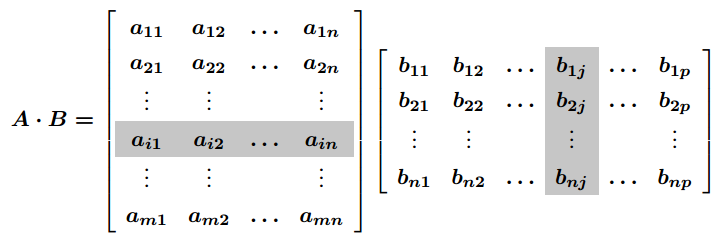 A · B = [ a₁₁ a₁₂ … a₁ₙ ] [ b₁₁ b₁₂ … b₁ⱼ … b₁ₚ ]
a₂₁ a₂₂ … a₂ₙ  b₂₁ b₂₂ … b₂ⱼ … b₂ₚ
⋮ ⋮ ⋮  ⋮ ⋮ ⋮ ⋮
aᵢ₁ aᵢ₂ … aᵢₙ  bₙ₁ bₙ₂ … bₙⱼ … bₙₚ
⋮ ⋮ ⋮
aₘ₁ aₘ₂ … aₘₙ